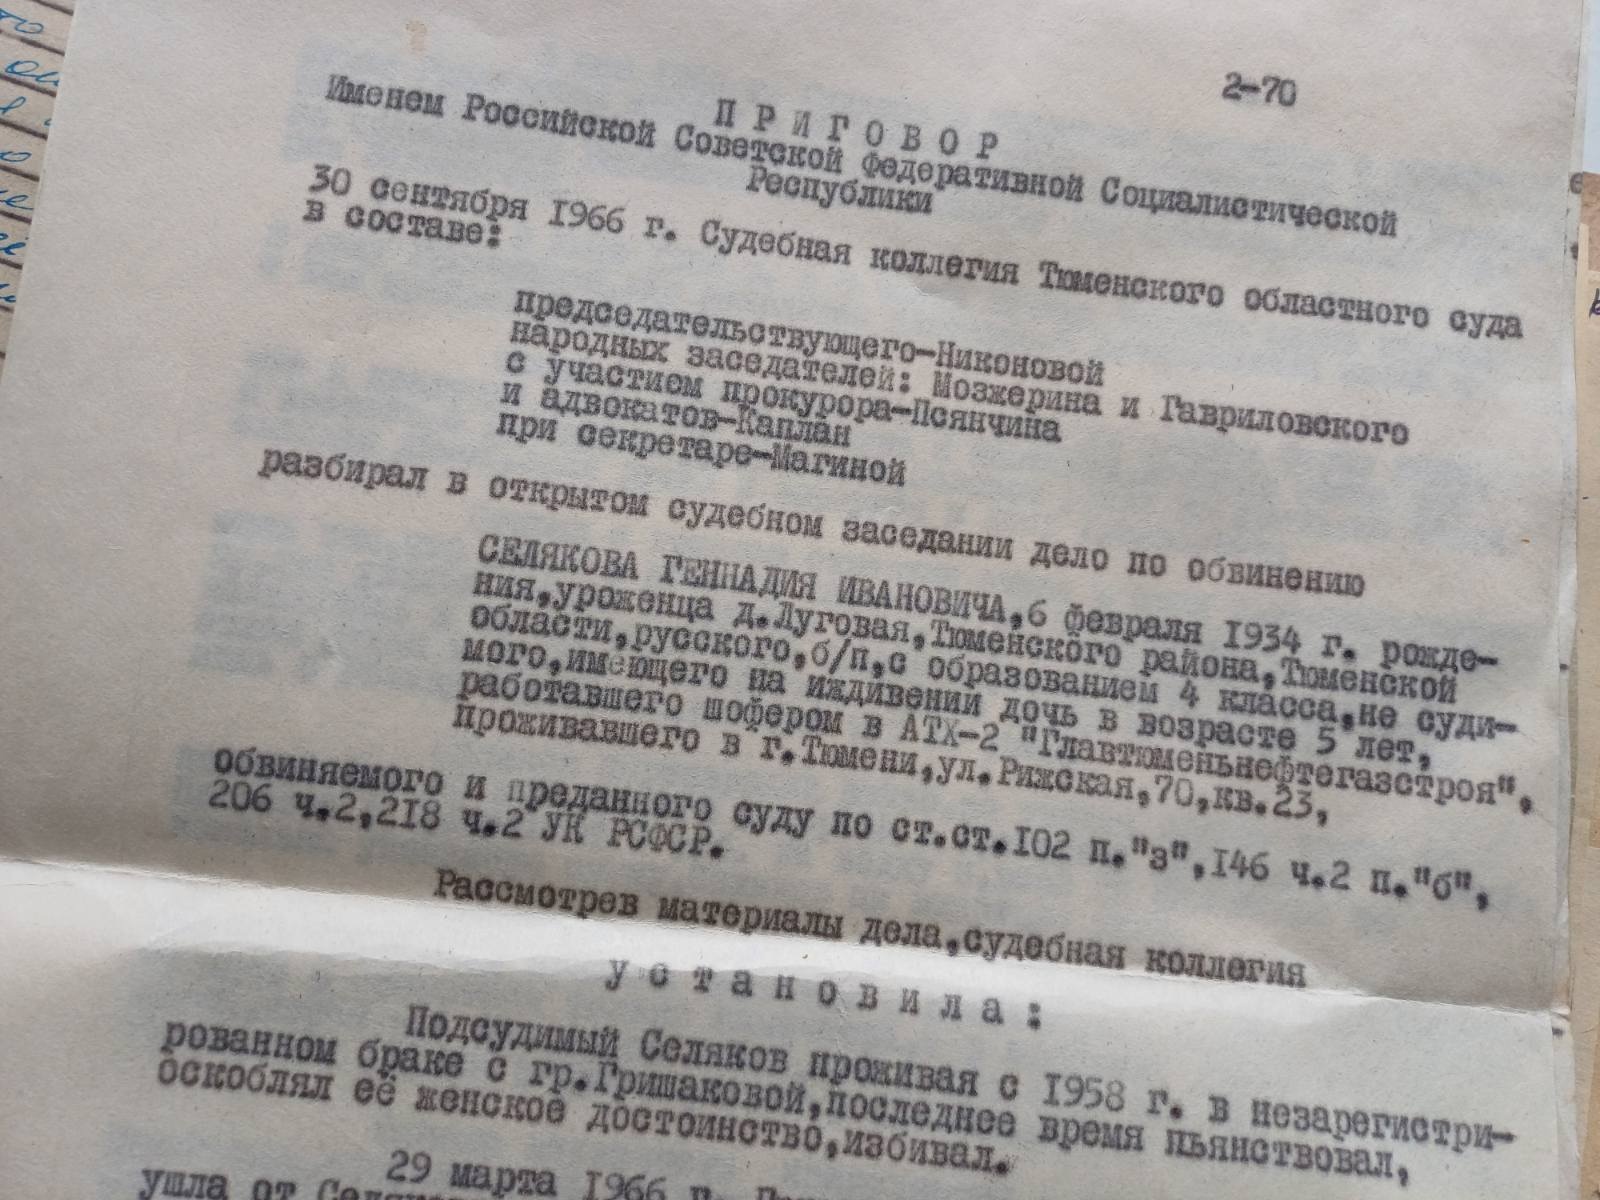 2-70
ПРИГОВОР
Именем Российской Советской Федеративной Социалистической
Республики
30 сентября 1966 г. Судебная коллегия Тюменского областного суда
в составе:
председательствующего-Никоновой
народных заседателей: Мозжерина и Гавриловского
с участием прокурора-Псянчина
и адвокатов-Каплан
при секретаре-Магиной
разбирал в открытом судебном заседании дело по обвинению
СЕЛЯКОВА ГЕННАДИЯ ИВАНОВИЧА,6 февраля 1934 г. рожде-
ния,уроженца д.Луговая,Тюменского района,Тюменской
области,русского,б/п,с образованием 4 класса,не суди-
мого,имеющего на иждивении дочь в возрасте 5 лет,
работавшего шофером в АТХ-2 "Главтюменьнефтегазстроя",
проживавшего в г.Тюмени,ул.Рижская,70,кв.23,
обвиняемого и преданного суду по ст.ст.102 п."з",146 ч.2 п."б",
206 ч.2,218 ч.2 УК РСФСР.
Рассмотрев материалы дела,судебная коллегия
установила:
Подсудимый Селяков проживая с 1958 г. в незарегистри-
рованном браке с гр.Гришаковой,последнее время пьянствовал,
оскоблял её женское достоинство,избивал.
29 марта 1966 г.
ушла от